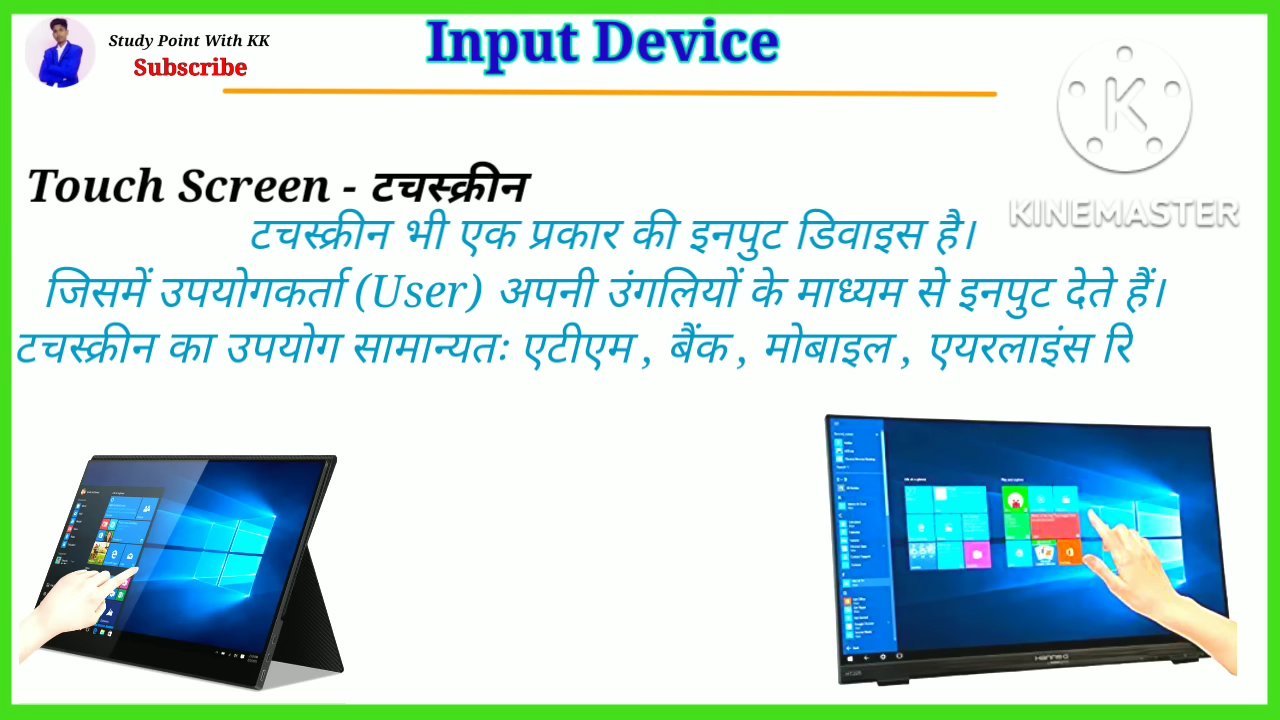 Study Point With KK
Subscribe
Input Device
KINEMASTER
Touch Screen - टचस्क्रीन
टचस्क्रीन भी एक प्रकार की इनपुट डिवाइस है।
जिसमें उपयोगकर्ता (User) अपनी उंगलियों के माध्यम से इनपुट देते हैं।
टचस्क्रीन का उपयोग सामान्यतः एटीएम , बैंक , मोबाइल , एयरलाइंस रि
HANNS.G